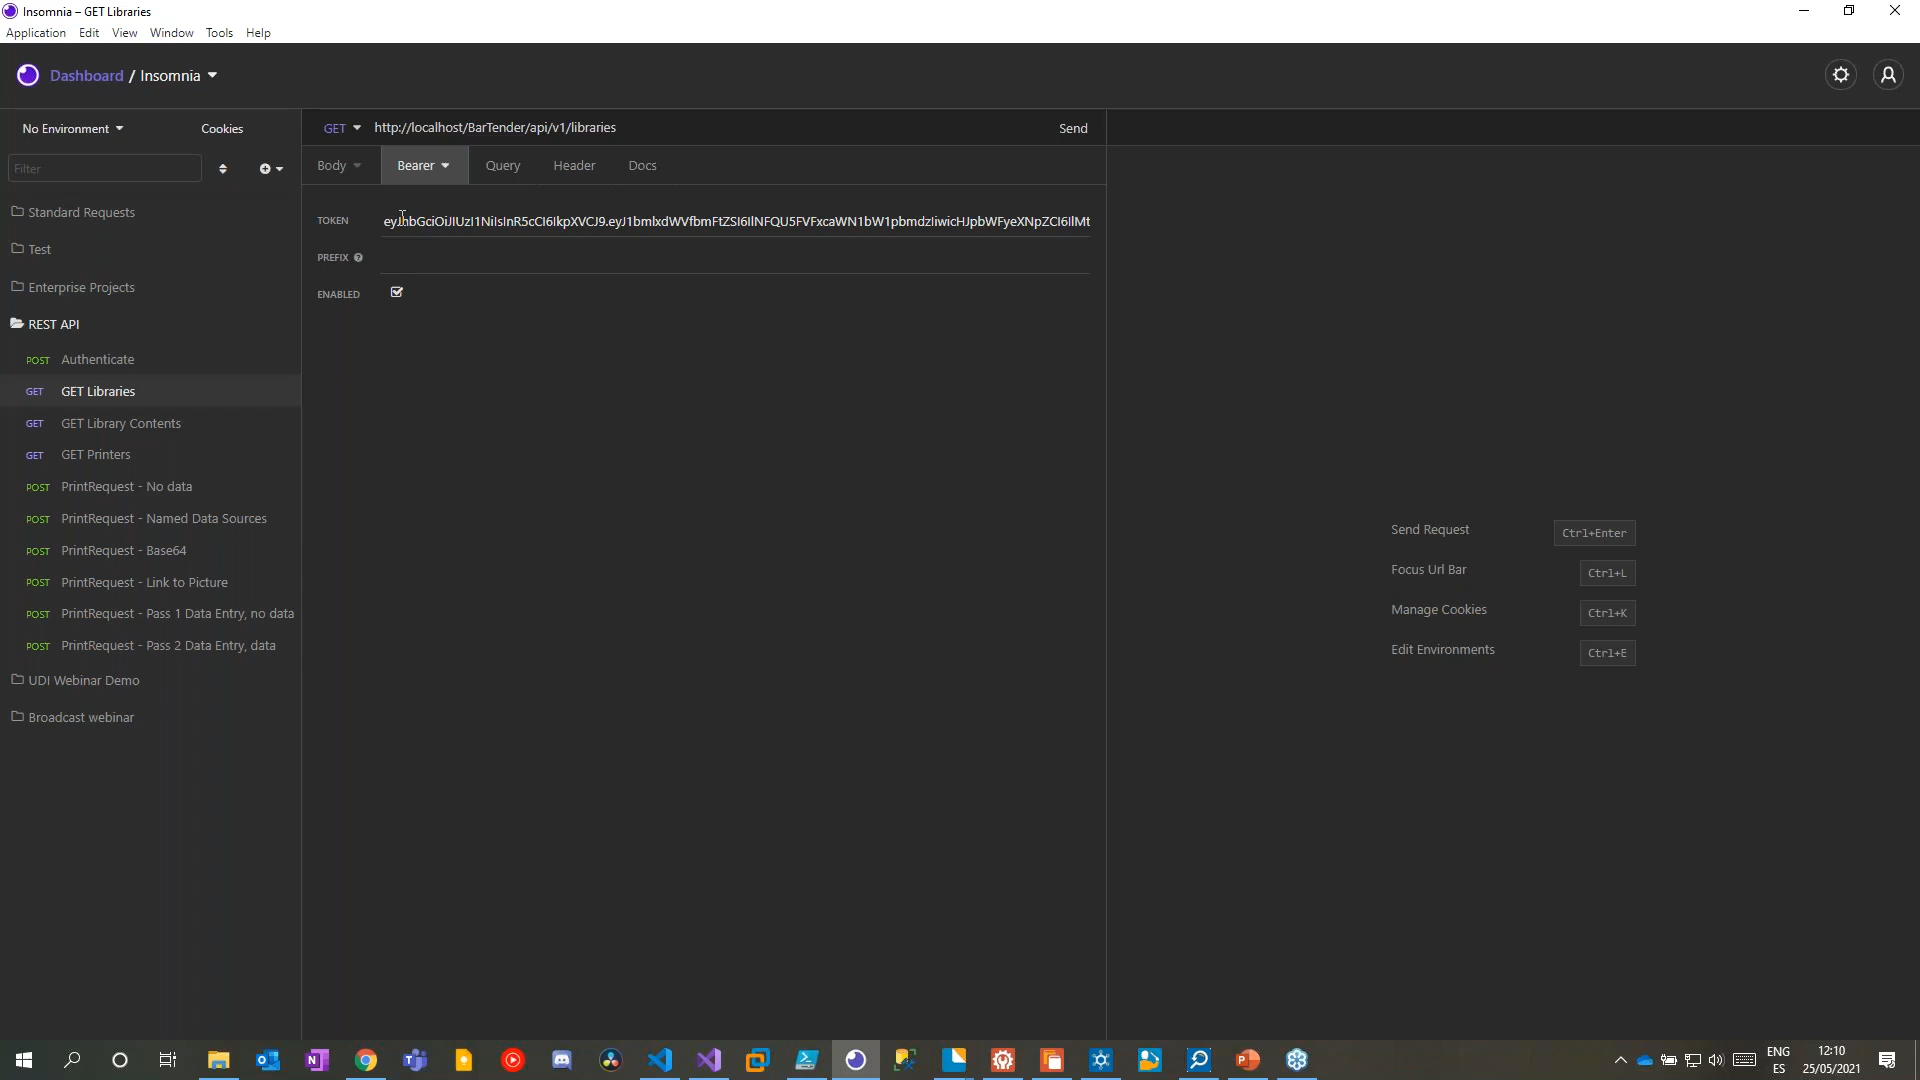 Insomnia – GET Libraries
Application Edit View Window Tools Help
Dashboard / Insomnia
No Environment Cookies
Filter
Standard Requests
Test
Enterprise Projects
REST API
POST Authenticate
GET GET Libraries
GET GET Library Contents
GET GET Printers
POST PrintRequest - No data
POST PrintRequest - Named Data Sources
POST PrintRequest - Base64
POST PrintRequest - Link to Picture
POST PrintRequest - Pass 1 Data Entry, no data
POST PrintRequest - Pass 2 Data Entry, data
UDI Webinar Demo
Broadcast webinar
GET http://localhost/BarTender/api/v1/libraries Send
Body Bearer Query Header Docs
TOKEN
PREFIX
ENABLED
Send Request Ctrl+Enter
Focus Url Bar Ctrl+L
Manage Cookies Ctrl+K
Edit Environments Ctrl+E
ENG
ES
12:10
25/05/2021